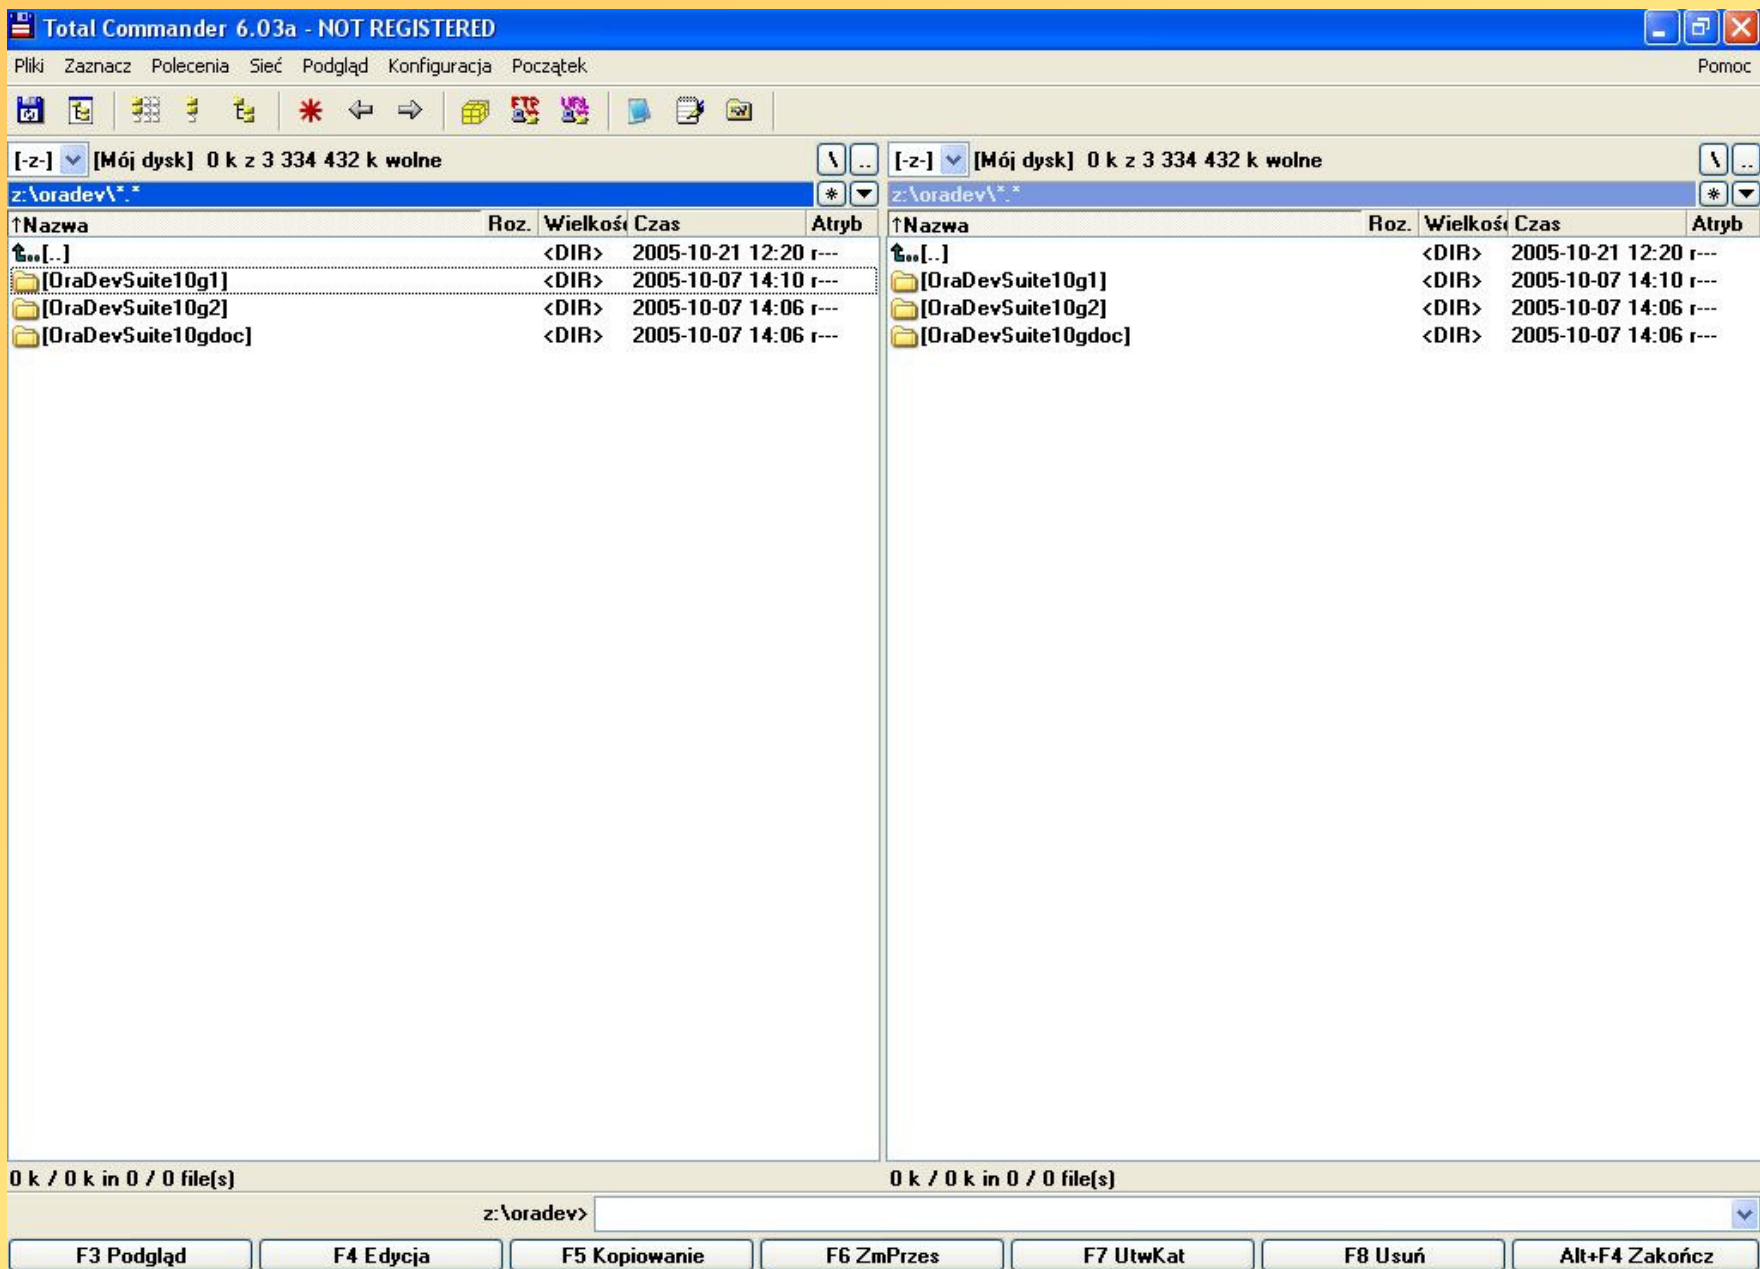 Total Commander 6.03a - NOT REGISTERED
Pliki Zaznacz Polecenia Sieć Podgląd Konfiguracja Początek Pomoc
FTP URL
[-z-] [Mój dysk] 0 k z 3 334 432 k wolne \ ..
z:\oradev\*.* *
↑Nazwa Roz. Wielkość Czas Atryb
[..] <DIR> 2005-10-21 12:20 r---
[OraDevSuite10g1] <DIR> 2005-10-07 14:10 r---
[OraDevSuite10g2] <DIR> 2005-10-07 14:06 r---
[OraDevSuite10gdoc] <DIR> 2005-10-07 14:06 r---
0 k / 0 k in 0 / 0 file(s)
[-z-] [Mój dysk] 0 k z 3 334 432 k wolne \ ..
z:\oradev\*.* *
↑Nazwa Roz. Wielkość Czas Atryb
[..] <DIR> 2005-10-21 12:20 r---
[OraDevSuite10g1] <DIR> 2005-10-07 14:10 r---
[OraDevSuite10g2] <DIR> 2005-10-07 14:06 r---
[OraDevSuite10gdoc] <DIR> 2005-10-07 14:06 r---
0 k / 0 k in 0 / 0 file(s)
z:\oradev>
F3 Podgląd F4 Edycja F5 Kopiowanie F6 ZmPrzes F7 UtwKat F8 Usuń Alt+F4 Zakończ